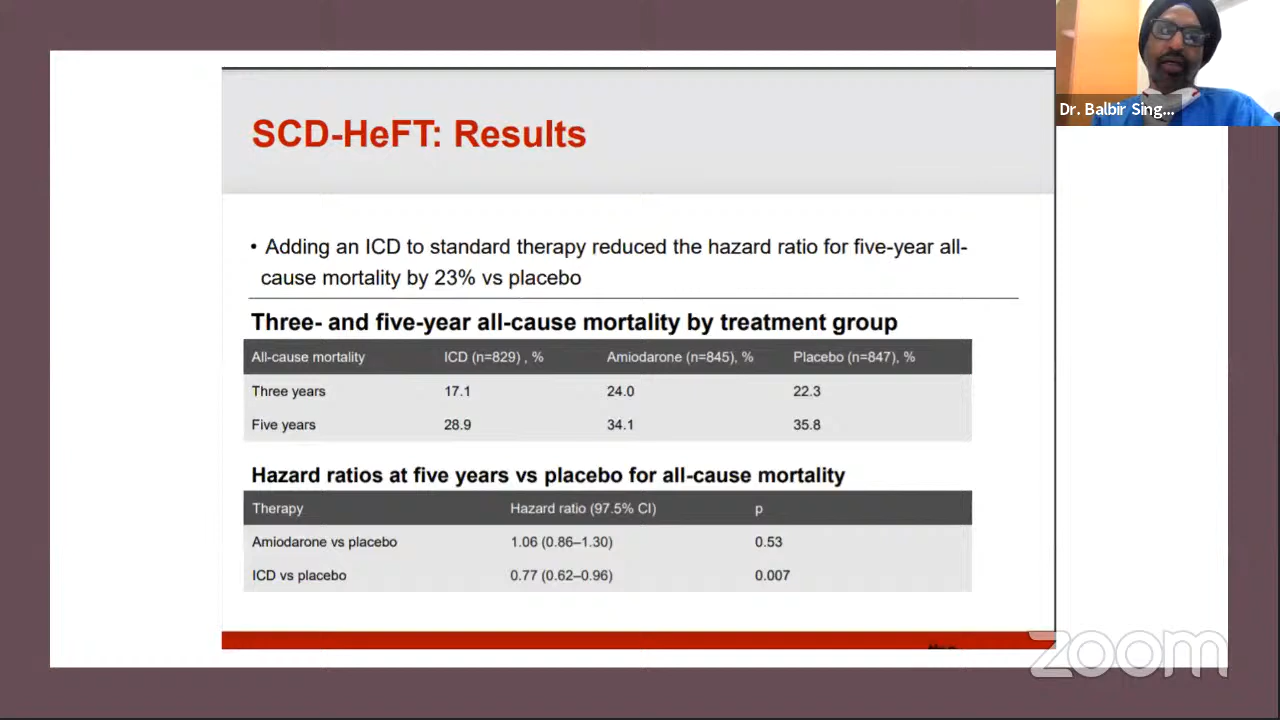 Dr. Balbir Sing...
SCD-HeFT: Results
• Adding an ICD to standard therapy reduced the hazard ratio for five-year all-
cause mortality by 23% vs placebo
Three- and five-year all-cause mortality by treatment group
All-cause mortality ICD (n=829) , % Amiodarone (n=845), % Placebo (n=847), %
Three years 17.1 24.0 22.3
Five years 28.9 34.1 35.8
Hazard ratios at five years vs placebo for all-cause mortality
Therapy Hazard ratio (97.5% CI) p
Amiodarone vs placebo 1.06 (0.86–1.30) 0.53
ICD vs placebo 0.77 (0.62–0.96) 0.007
zoom